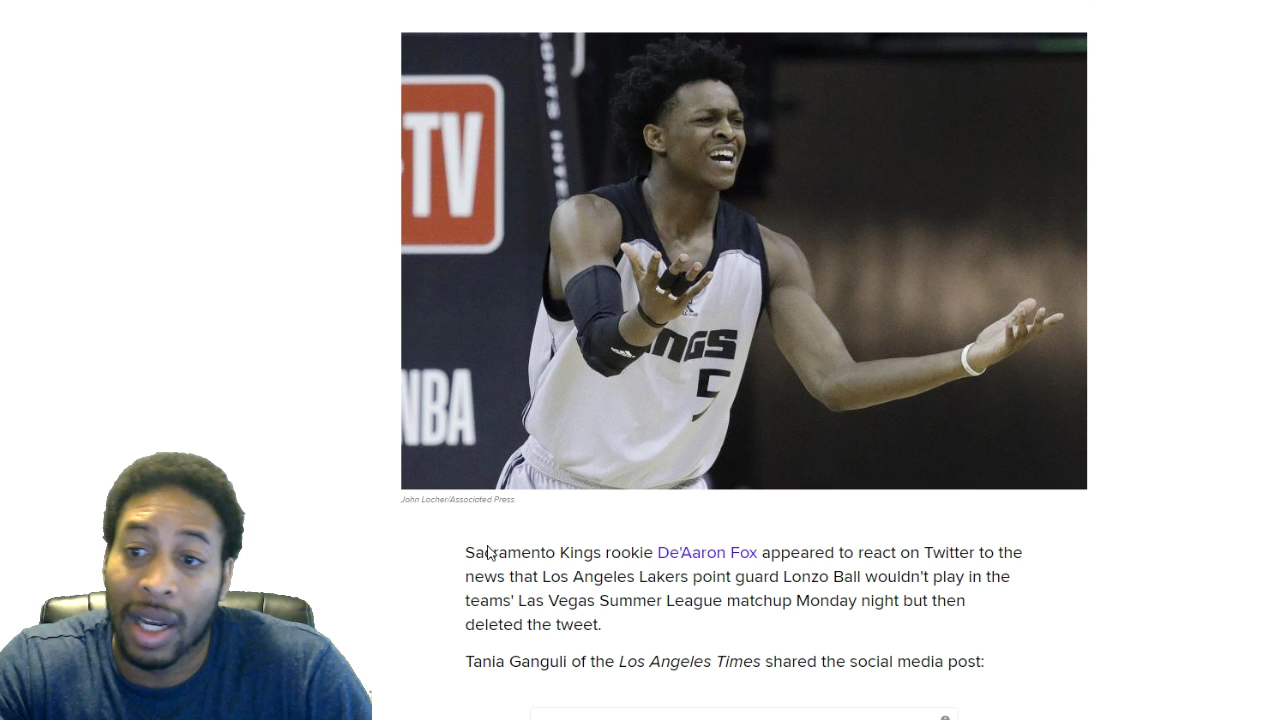 TV
NBA
NGS
5
John Locher/Associated Press
Sacramento Kings rookie De'Aaron Fox appeared to react on Twitter to the
news that Los Angeles Lakers point guard Lonzo Ball wouldn't play in the
teams' Las Vegas Summer League matchup Monday night but then
deleted the tweet.
Tania Ganguli of the Los Angeles Times shared the social media post: